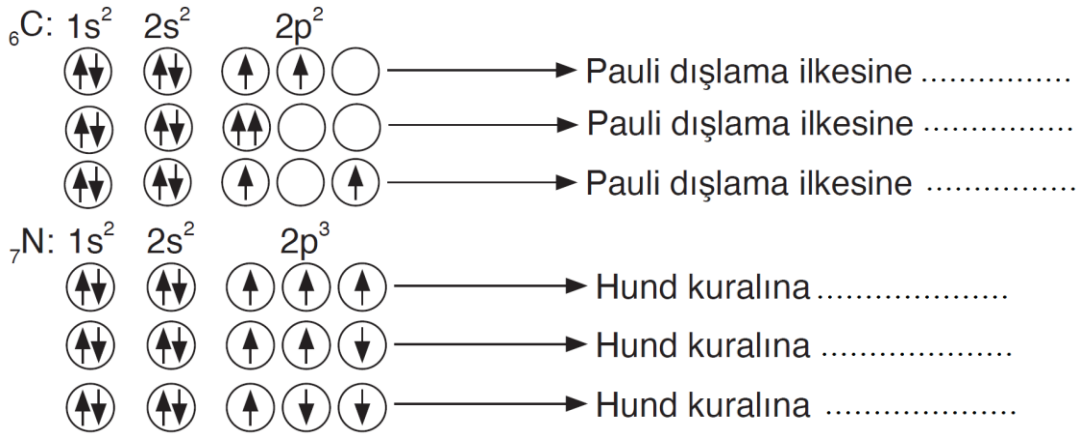 ₆C: 1s² 2s² 2p²
Pauli dışlama ilkesine ................
Pauli dışlama ilkesine ................
Pauli dışlama ilkesine ................
₇N: 1s² 2s² 2p³
Hund kuralına ....................
Hund kuralına ....................
Hund kuralına ....................